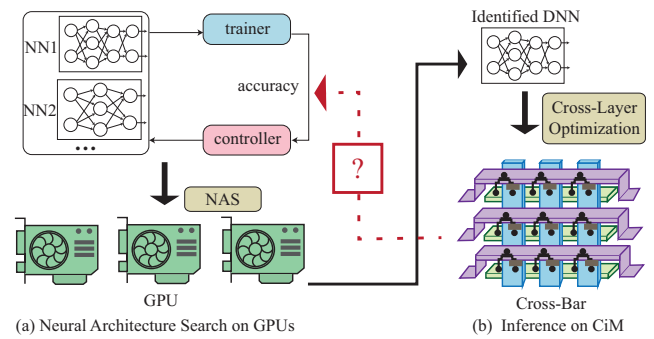 NN1
NN2
...
trainer
accuracy
controller
NAS
GPU
(a) Neural Architecture Search on GPUs
?
Identified DNN
Cross-Layer
Optimization
Cross-Bar
(b) Inference on CiM